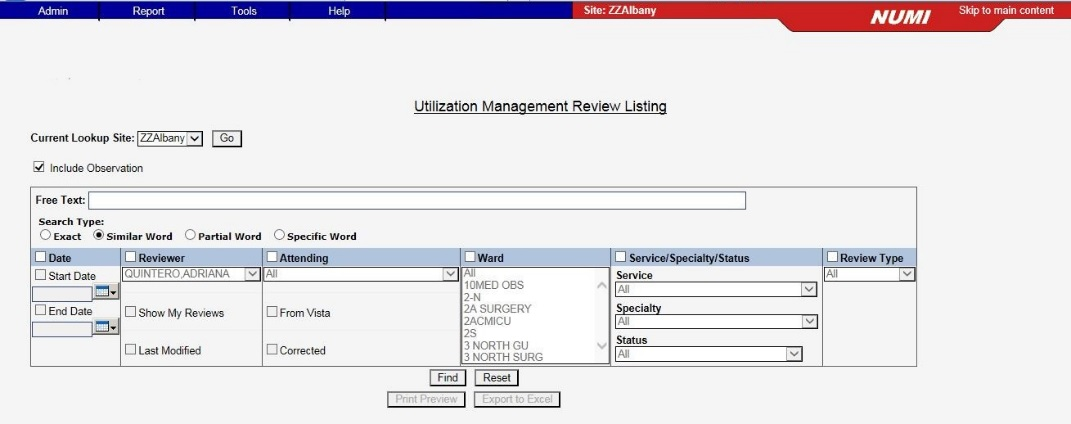 Admin Report Tools Help Site: ZZAlbany NUMI Skip to main content
Utilization Management Review Listing
Current Lookup Site: ZZAlbany Go
Include Observation
Free Text:
Search Type:
Exact Similar Word Partial Word Specific Word
Date Reviewer Attending Ward Service/Specialty/Status Review Type
Start Date QUINTERO,ADRIANA All All Service All
10MED OBS All
2-N
End Date Show My Reviews From Vista 2A SURGERY Specialty
2ACMICU All
2S
3 NORTH GU Status
Last Modified Corrected 3 NORTH SURG All
Find Reset
Print Preview Export to Excel